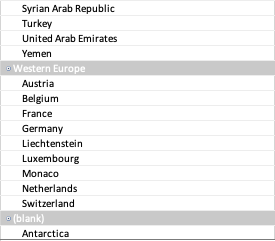 Syrian Arab Republic
Turkey
United Arab Emirates
Yemen
Western Europe
Austria
Belgium
France
Germany
Liechtenstein
Luxembourg
Monaco
Netherlands
Switzerland
(blank)
Antarctica